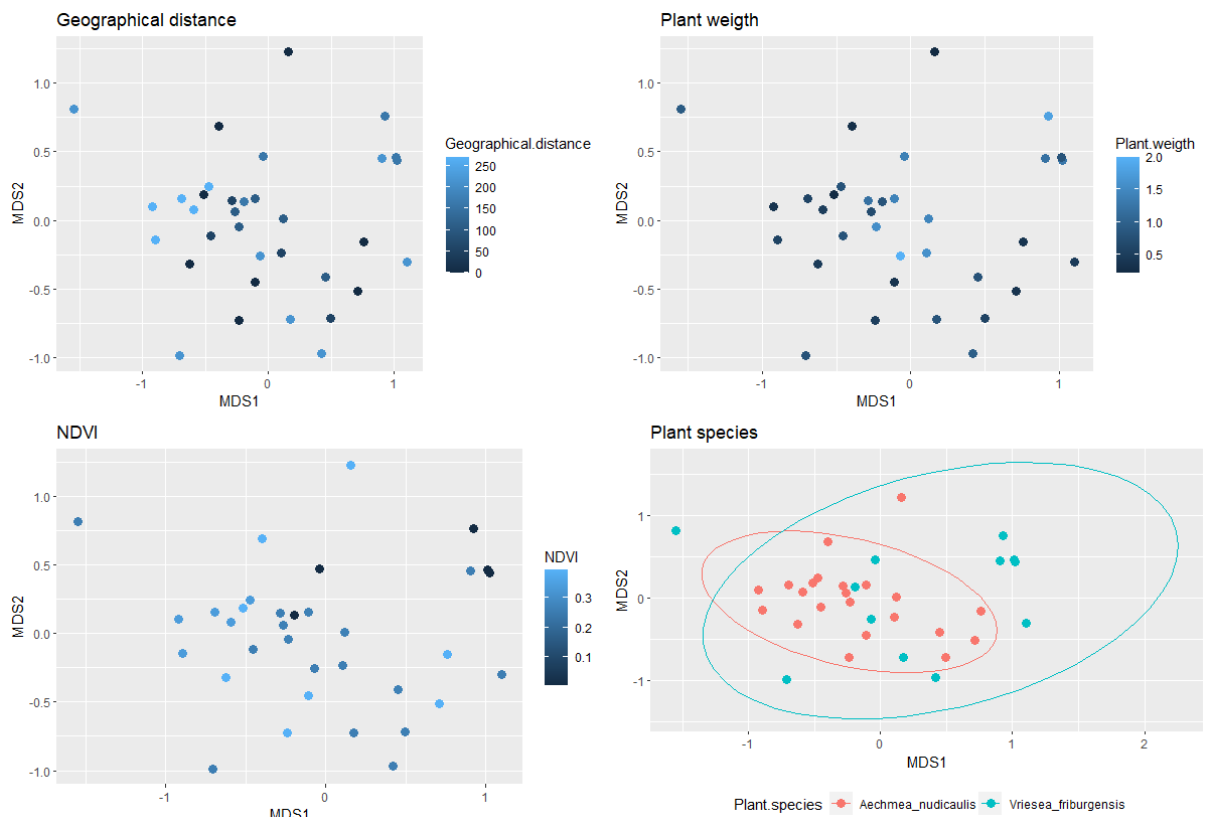 Geographical distance
1.0
0.5
0.0
-0.5
-1.0
MDS2
-1
0
1
MDS1
Geographical.distance
250
200
150
100
50
0
Plant weigth
1.0
0.5
0.0
-0.5
-1.0
MDS2
-1
0
1
MDS1
Plant.weigth
2.0
1.5
1.0
0.5
NDVI
1.0
0.5
0.0
-0.5
-1.0
MDS2
-1
0
1
MDS1
NDVI
0.3
0.2
0.1
Plant species
1
0
-1
MDS2
-1
0
1
2
MDS1
Plant.species Aechmea_nudicaulis Vriesea_friburgensis